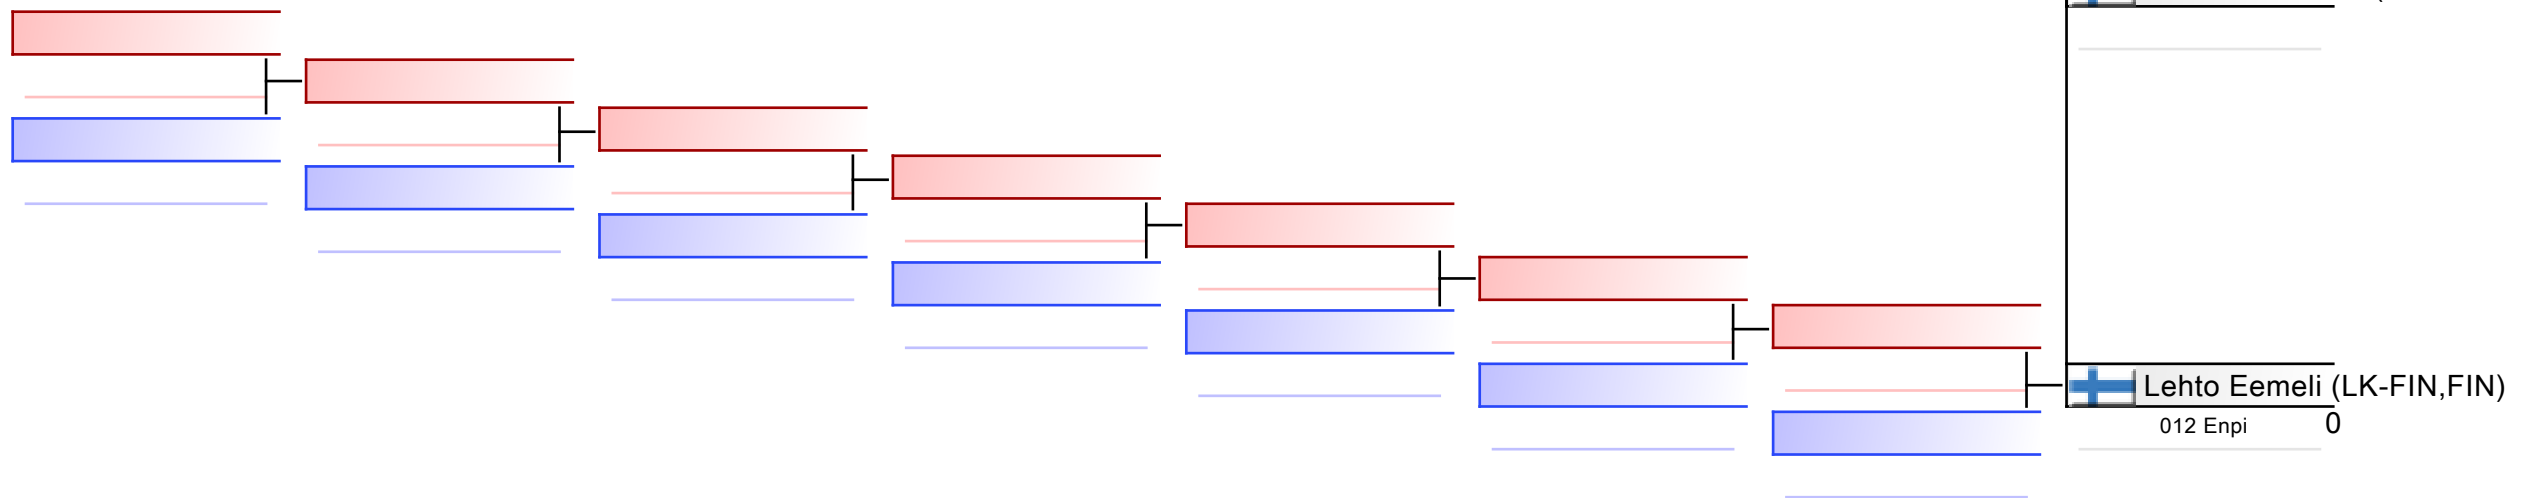 Lehto Eemeli (LK-FIN,FIN)
012 Enpi 0